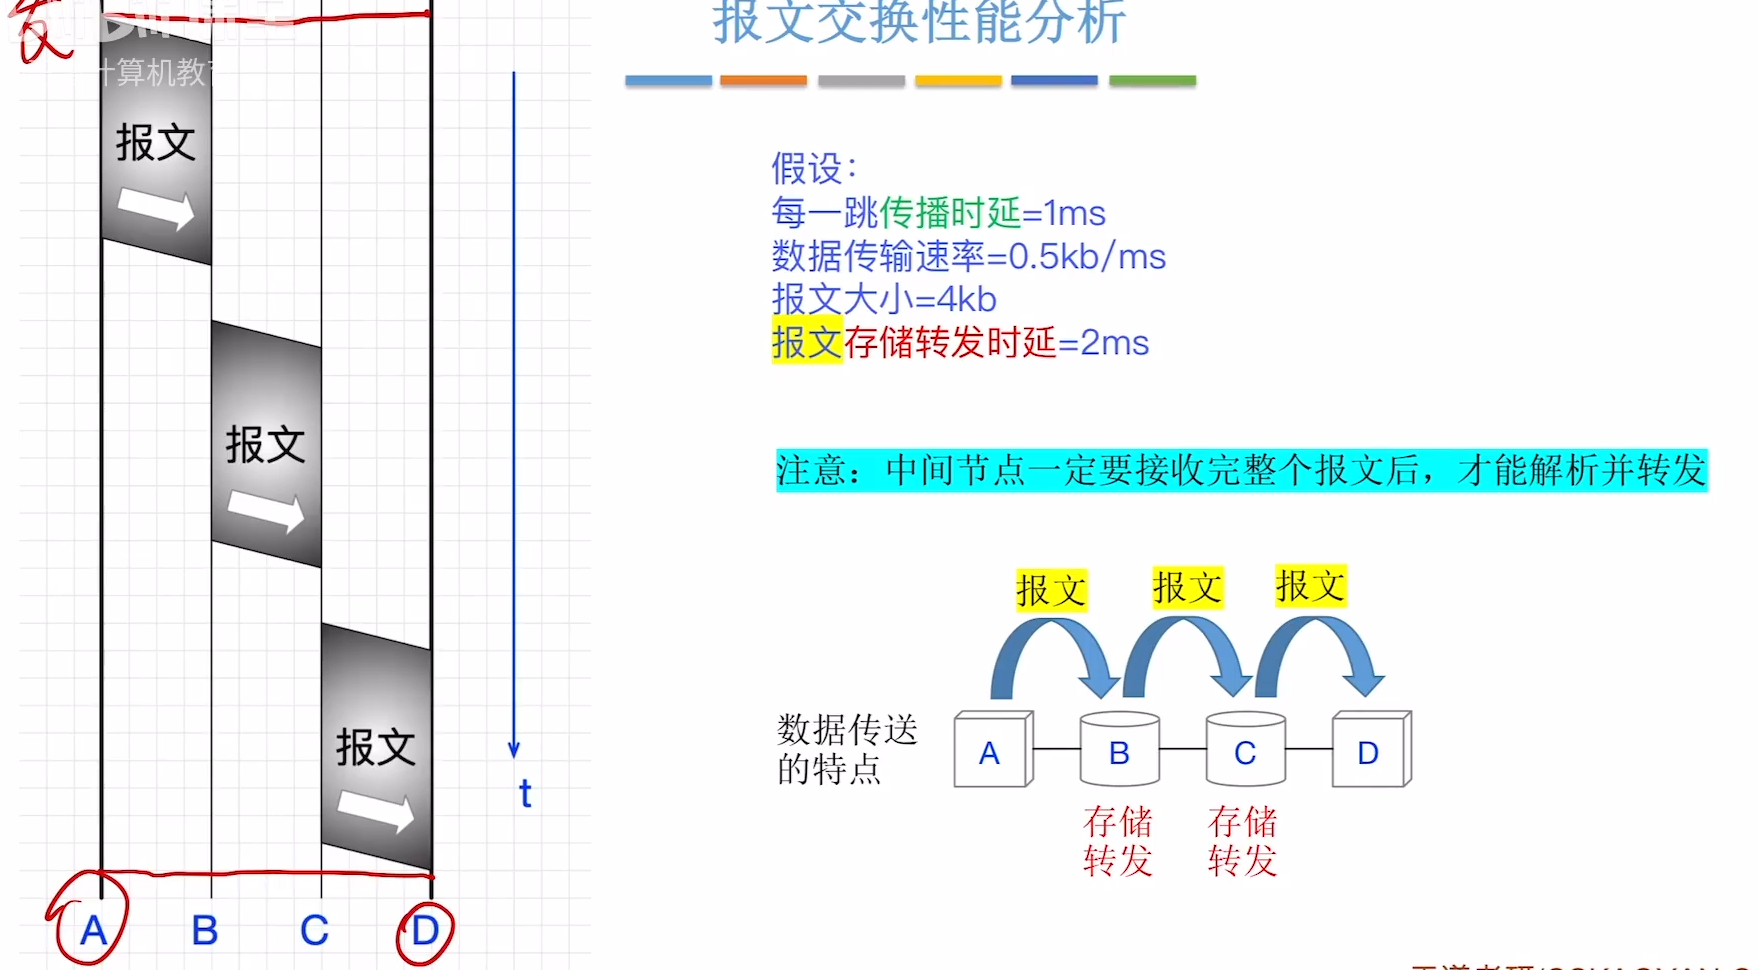 报文交换性能分析
计算机教育
报文
假设：
每一跳传播时延=1ms
数据传输速率=0.5kb/ms
报文大小=4kb
报文存储转发时延=2ms
报文
注意：中间节点一定要接收完整个报文后，才能解析并转发
报文 报文 报文
报文
数据传送
的特点
A B C D
t
存储 存储
转发 转发
A B C D